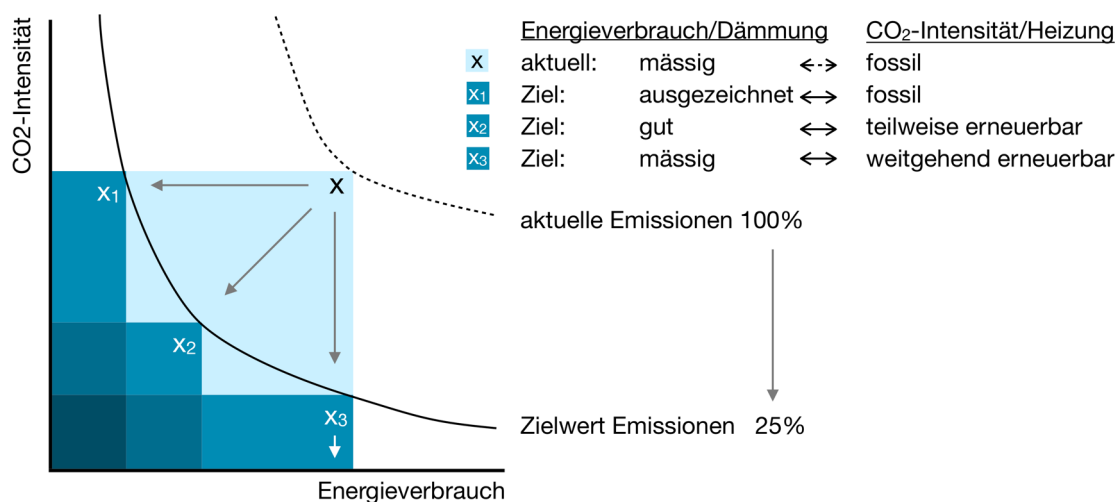 CO2-Intensität
Energieverbrauch/Dämmung CO₂-Intensität/Heizung
x aktuell: mässig fossil
x₁ Ziel: ausgezeichnet fossil
x₂ Ziel: gut teilweise erneuerbar
x₃ Ziel: mässig weitgehend erneuerbar
x
x₁
aktuelle Emissionen 100%
x₂
x₃
Zielwert Emissionen 25%
Energieverbrauch